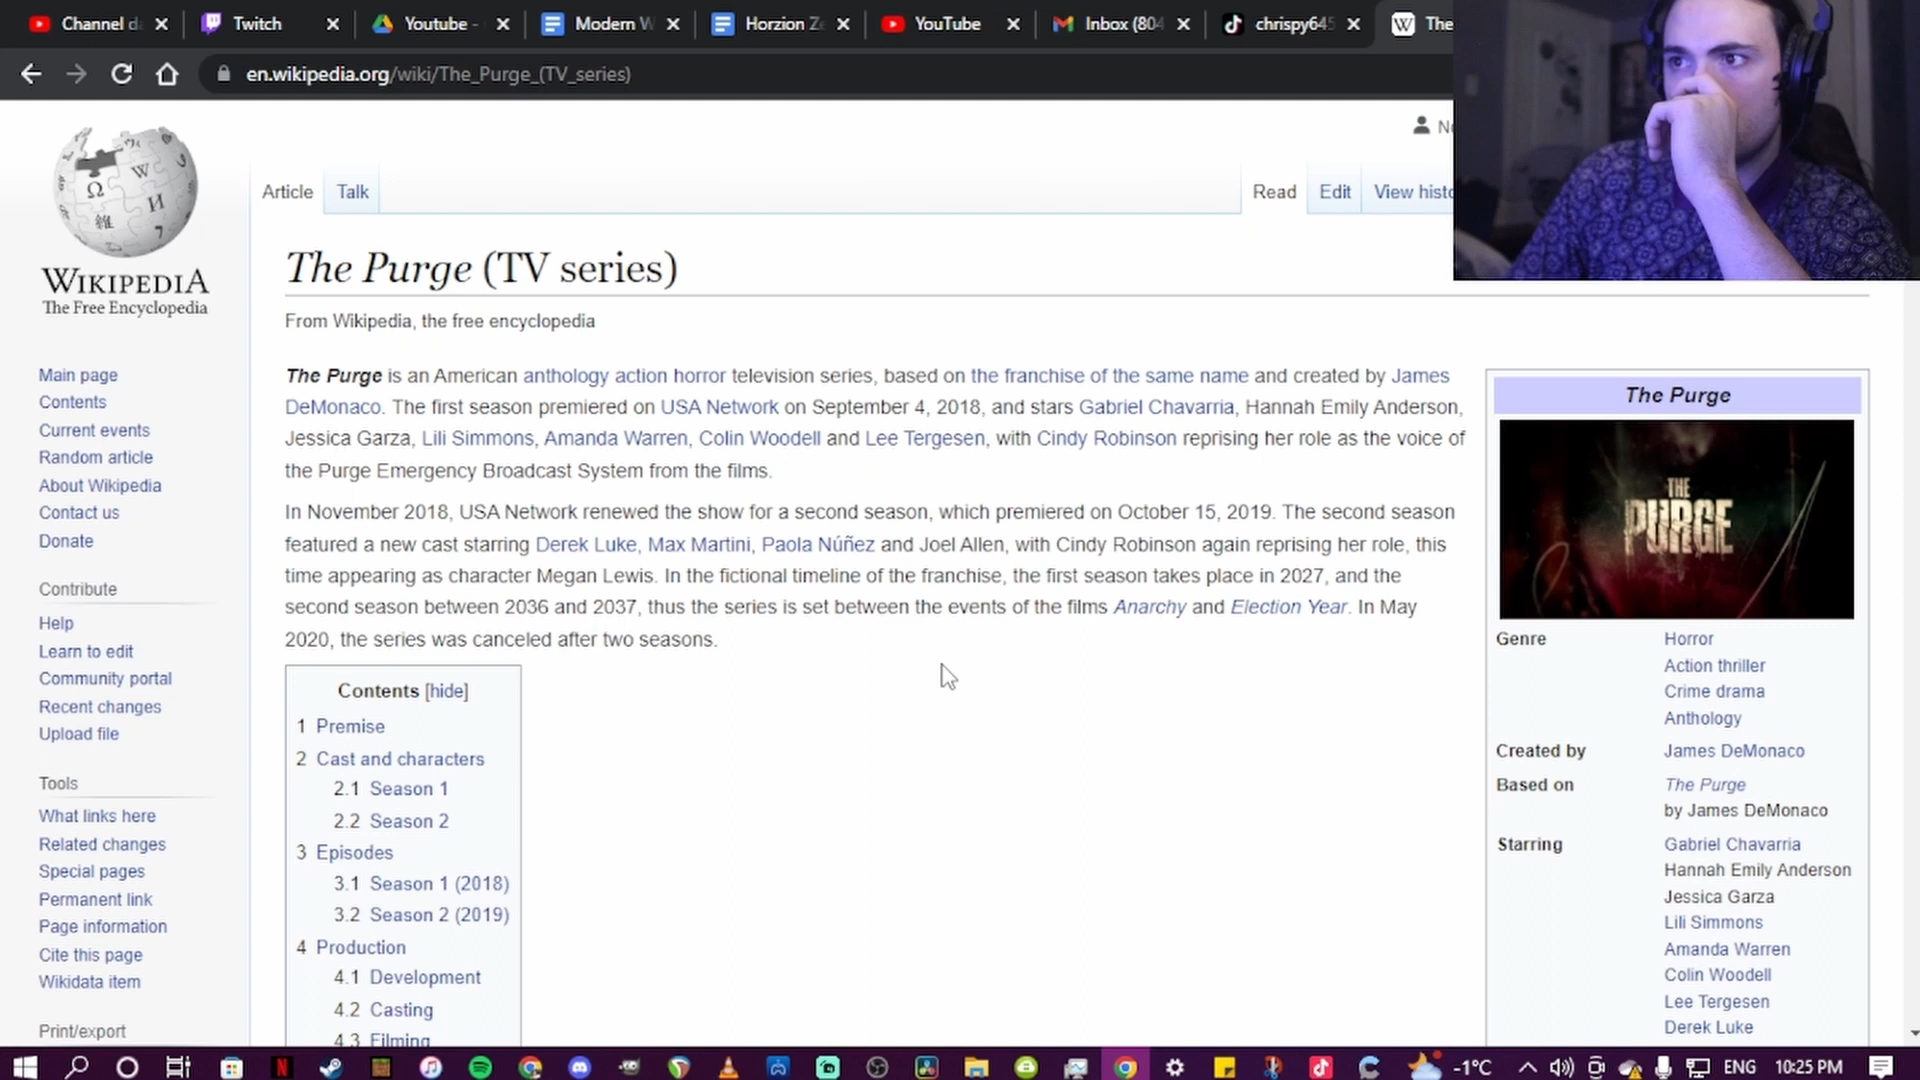 Channel d
Twitch
Youtube -
Modern W
Horzion Ze
YouTube
Inbox (804
chrispy645
The
en.wikipedia.org/wiki/The_Purge_(TV_series)
WIKIPEDIA
The Free Encyclopedia
Main page
Contents
Current events
Random article
About Wikipedia
Contact us
Donate
Contribute
Help
Learn to edit
Community portal
Recent changes
Upload file
Tools
What links here
Related changes
Special pages
Permanent link
Page information
Cite this page
Wikidata item
Print/export
Article
Talk
Read
Edit
View histo
The Purge (TV series)
From Wikipedia, the free encyclopedia
The Purge is an American anthology action horror television series, based on the franchise of the same name and created by James
DeMonaco. The first season premiered on USA Network on September 4, 2018, and stars Gabriel Chavarria, Hannah Emily Anderson,
Jessica Garza, Lili Simmons, Amanda Warren, Colin Woodell and Lee Tergesen, with Cindy Robinson reprising her role as the voice of
the Purge Emergency Broadcast System from the films.
In November 2018, USA Network renewed the show for a second season, which premiered on October 15, 2019. The second season
featured a new cast starring Derek Luke, Max Martini, Paola Núñez and Joel Allen, with Cindy Robinson again reprising her role, this
time appearing as character Megan Lewis. In the fictional timeline of the franchise, the first season takes place in 2027, and the
second season between 2036 and 2037, thus the series is set between the events of the films Anarchy and Election Year. In May
2020, the series was canceled after two seasons.
Contents [hide]
1 Premise
2 Cast and characters
2.1 Season 1
2.2 Season 2
3 Episodes
3.1 Season 1 (2018)
3.2 Season 2 (2019)
4 Production
4.1 Development
4.2 Casting
4.3 Filming
The Purge
THE
PURGE
Genre
Horror
Action thriller
Crime drama
Anthology
Created by James DeMonaco
Based on The Purge
by James DeMonaco
Starring Gabriel Chavarria
Hannah Emily Anderson
Jessica Garza
Lili Simmons
Amanda Warren
Colin Woodell
Lee Tergesen
Derek Luke
-1°C
ENG
10:25 PM